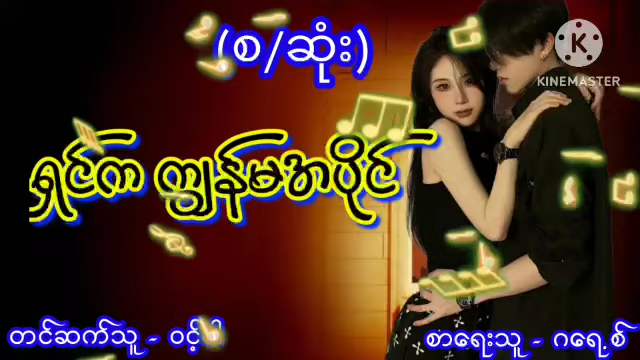 (စ/ဆုံး)
KINEMASTER
ရှင်က ကျွန်မအပိုင်
တင်ဆက်သူ - ဝင့်
စာရေးသူ - ဂရေ့စ်